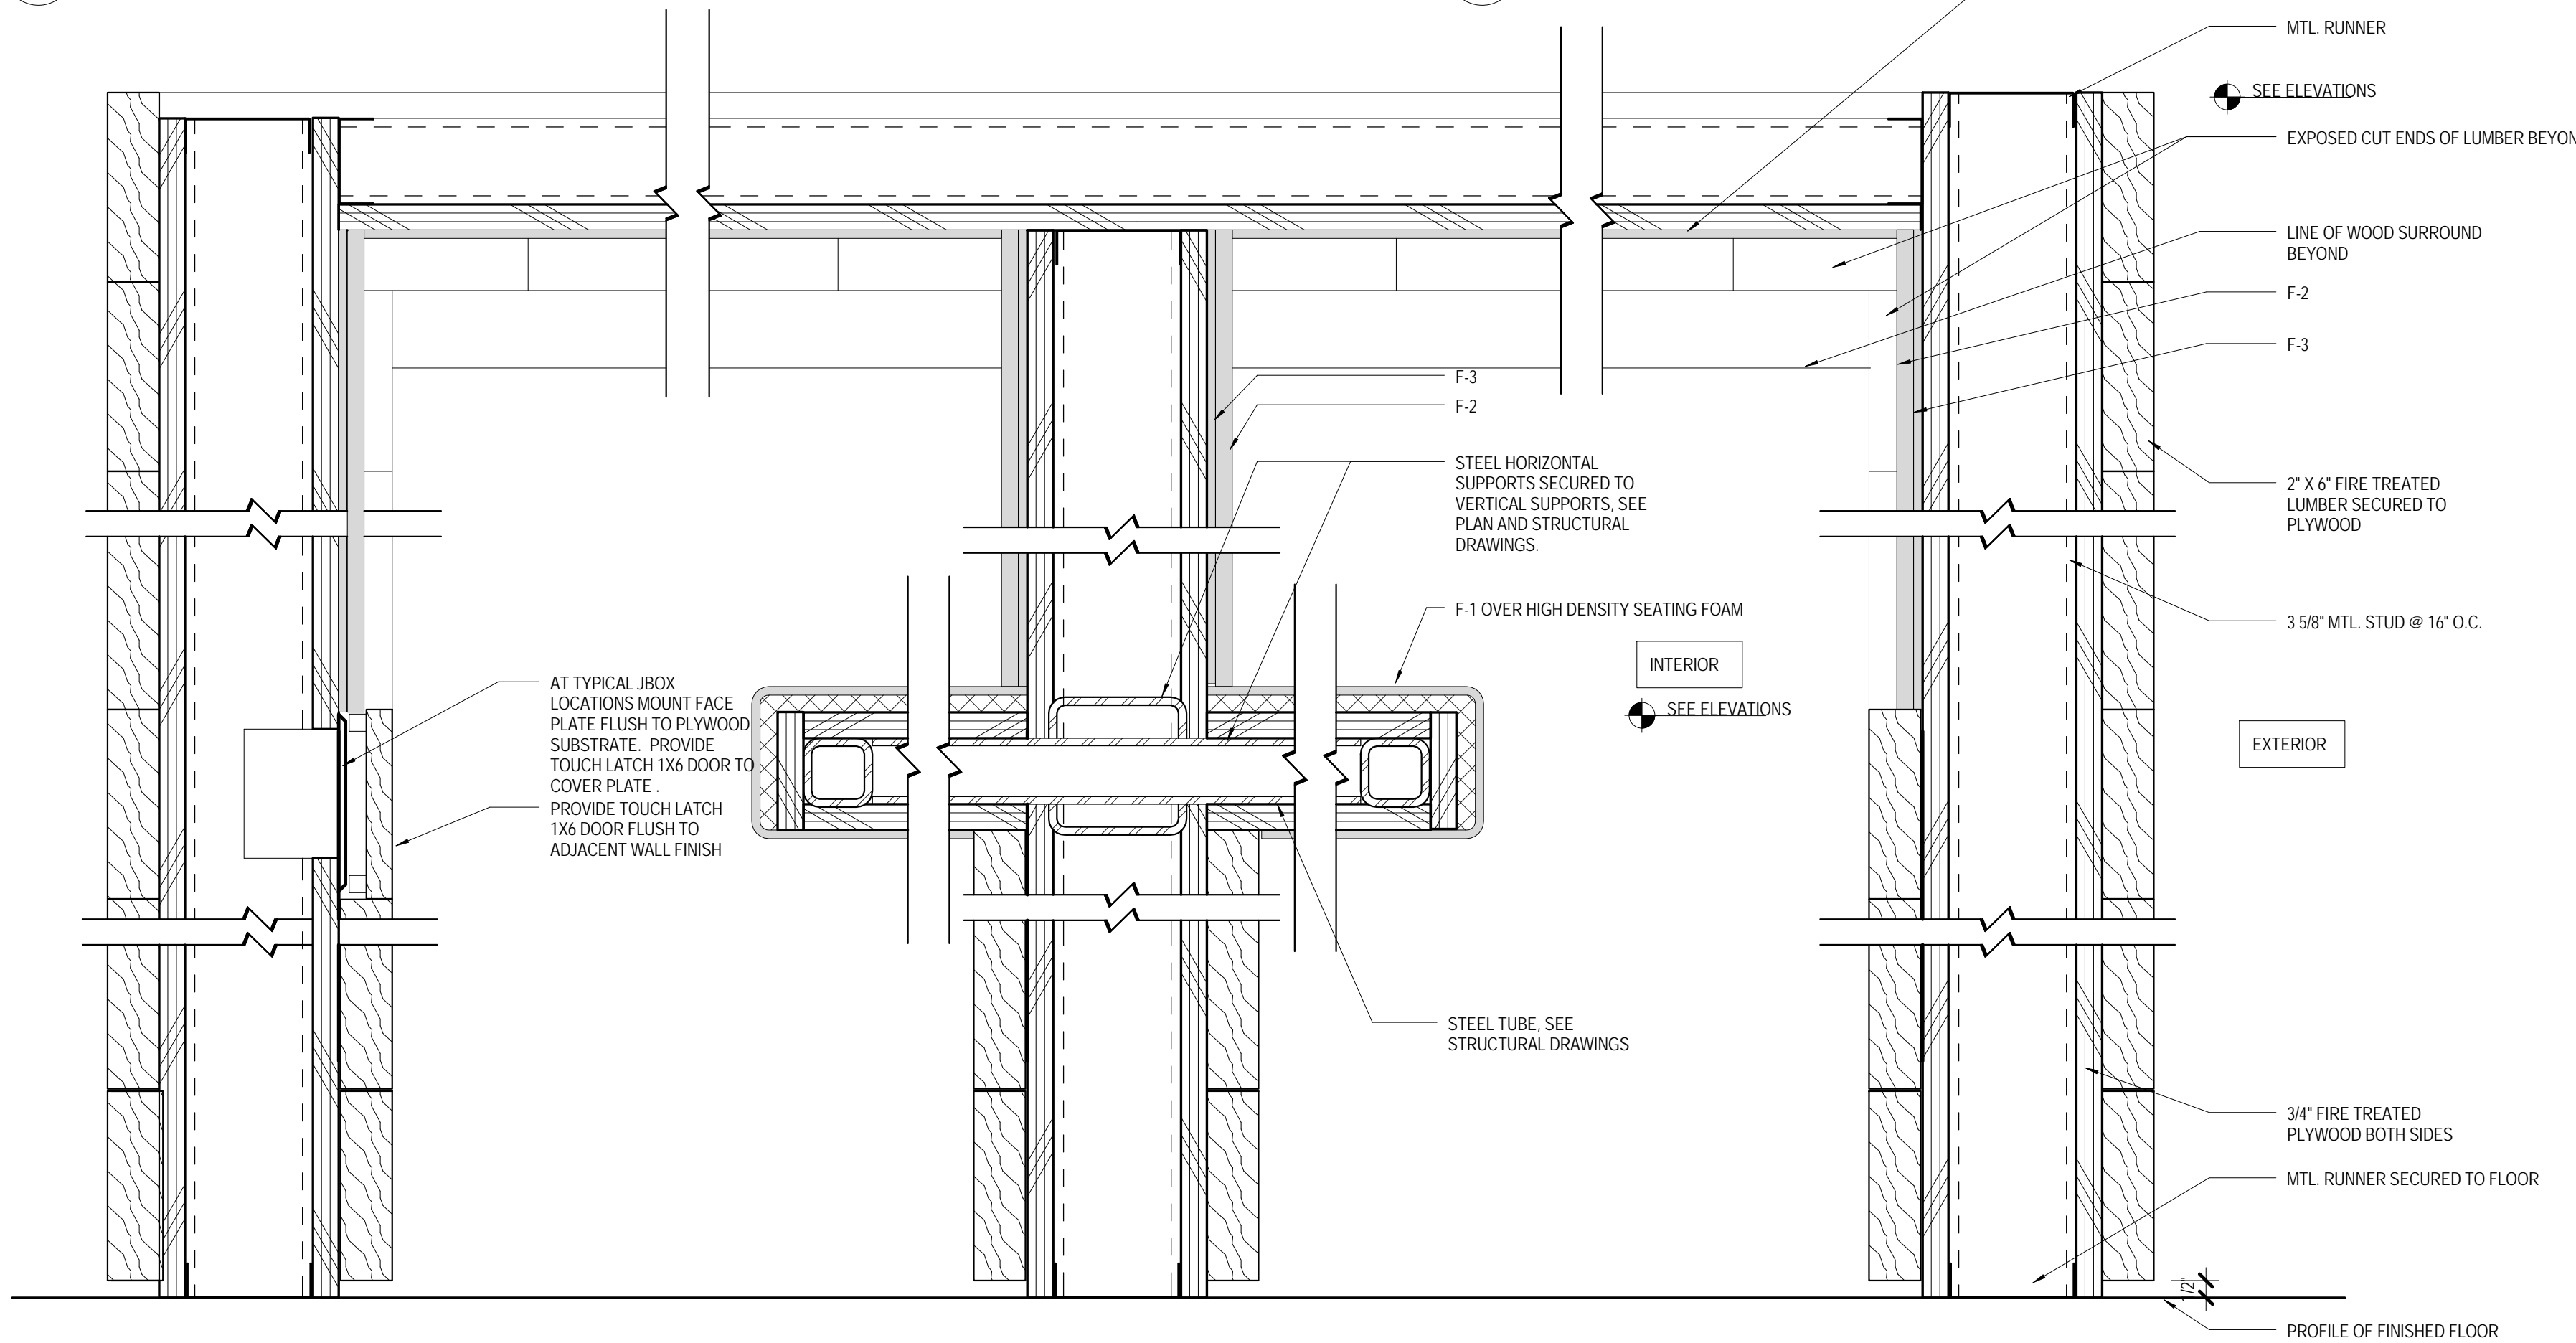 MTL. RUNNER
SEE ELEVATIONS
EXPOSED CUT ENDS OF LUMBER BEYON
LINE OF WOOD SURROUND
BEYOND
F-2
F-3
F-3
F-2
STEEL HORIZONTAL
SUPPORTS SECURED TO
VERTICAL SUPPORTS, SEE
PLAN AND STRUCTURAL
DRAWINGS.
2" X 6" FIRE TREATED
LUMBER SECURED TO
PLYWOOD
F-1 OVER HIGH DENSITY SEATING FOAM
3 5/8" MTL. STUD @ 16" O.C.
INTERIOR
SEE ELEVATIONS
AT TYPICAL JBOX
LOCATIONS MOUNT FACE
PLATE FLUSH TO PLYWOOD
SUBSTRATE. PROVIDE
TOUCH LATCH 1X6 DOOR TO
COVER PLATE .
PROVIDE TOUCH LATCH
1X6 DOOR FLUSH TO
ADJACENT WALL FINISH
EXTERIOR
STEEL TUBE, SEE
STRUCTURAL DRAWINGS
3/4" FIRE TREATED
PLYWOOD BOTH SIDES
MTL. RUNNER SECURED TO FLOOR
1/2"
PROFILE OF FINISHED FLOOR